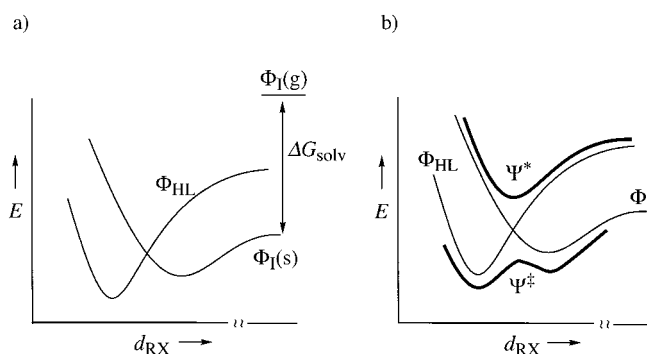 a)
Φ_I(g)
Φ_HL
ΔG_solv
E
Φ_I(s)
d_RX
b)
Ψ*
Φ_HL
E
Φ
Ψ‡
d_RX